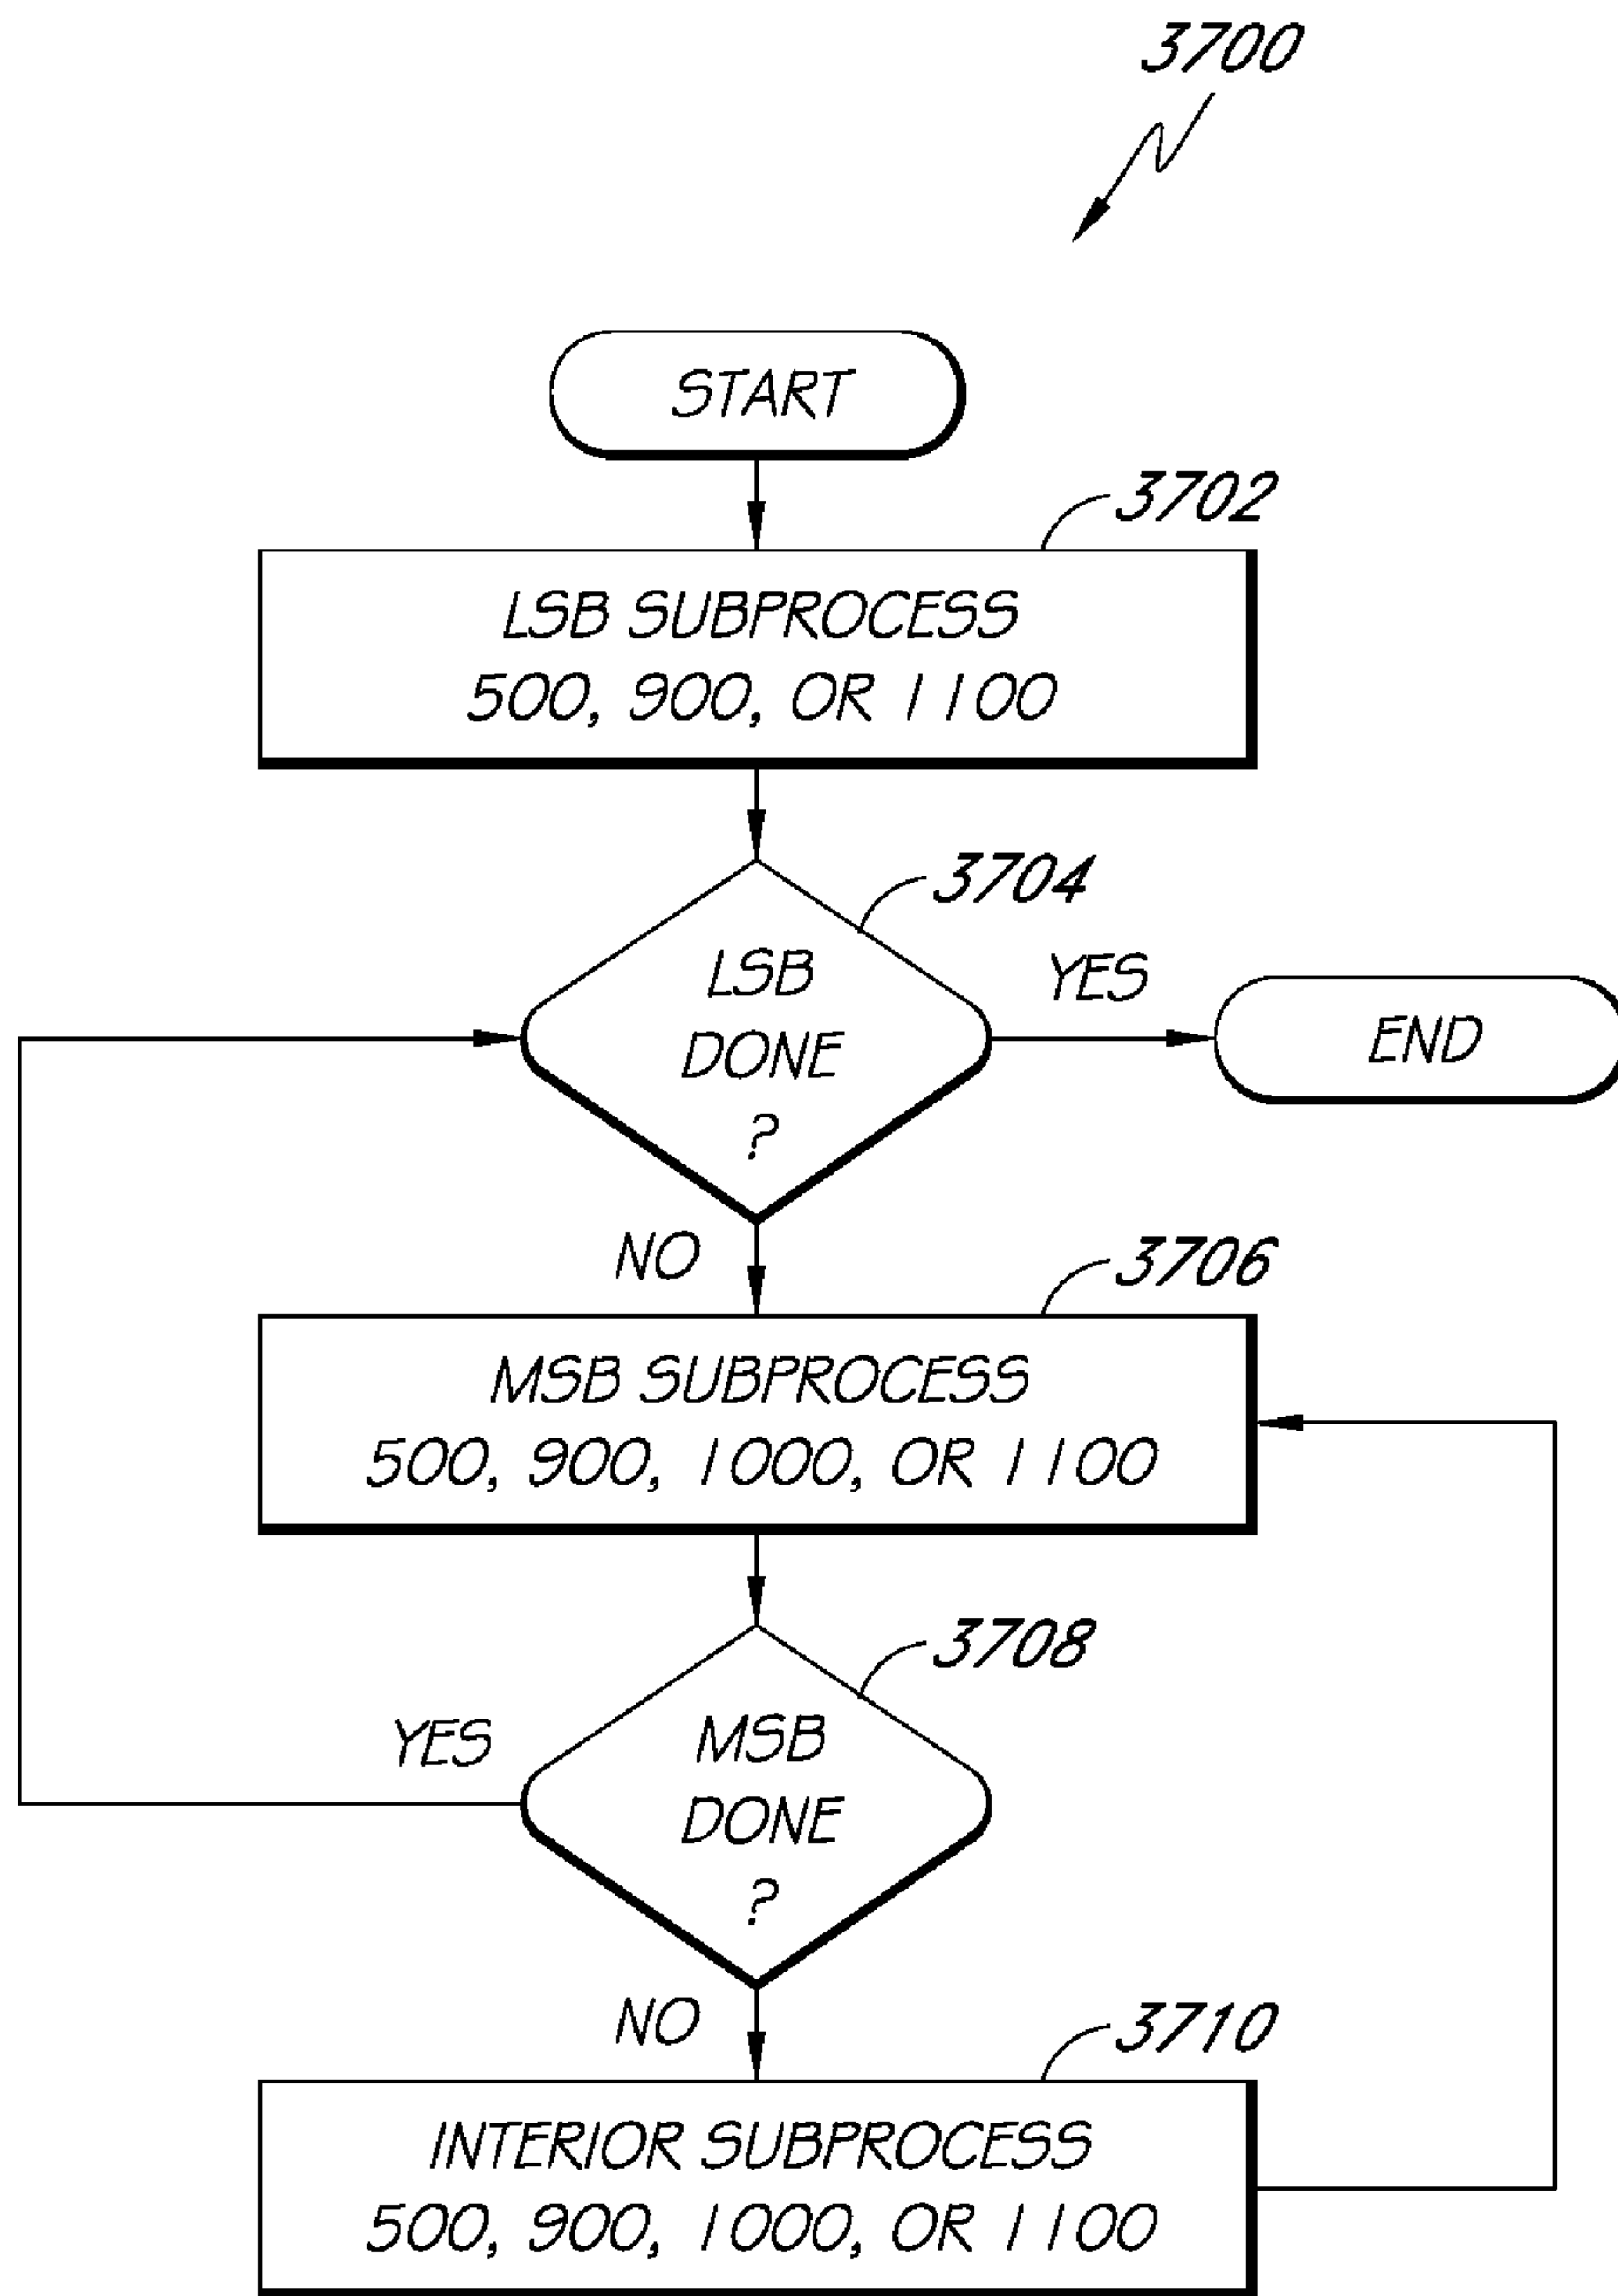 3700
START
3702
LSB SUBPROCESS
500, 900, OR 1100
3704
LSB
DONE
?
YES
END
NO
3706
MSB SUBPROCESS
500, 900, 1000, OR 1100
3708
YES
MSB
DONE
?
NO
3710
INTERIOR SUBPROCESS
500, 900, 1000, OR 1100